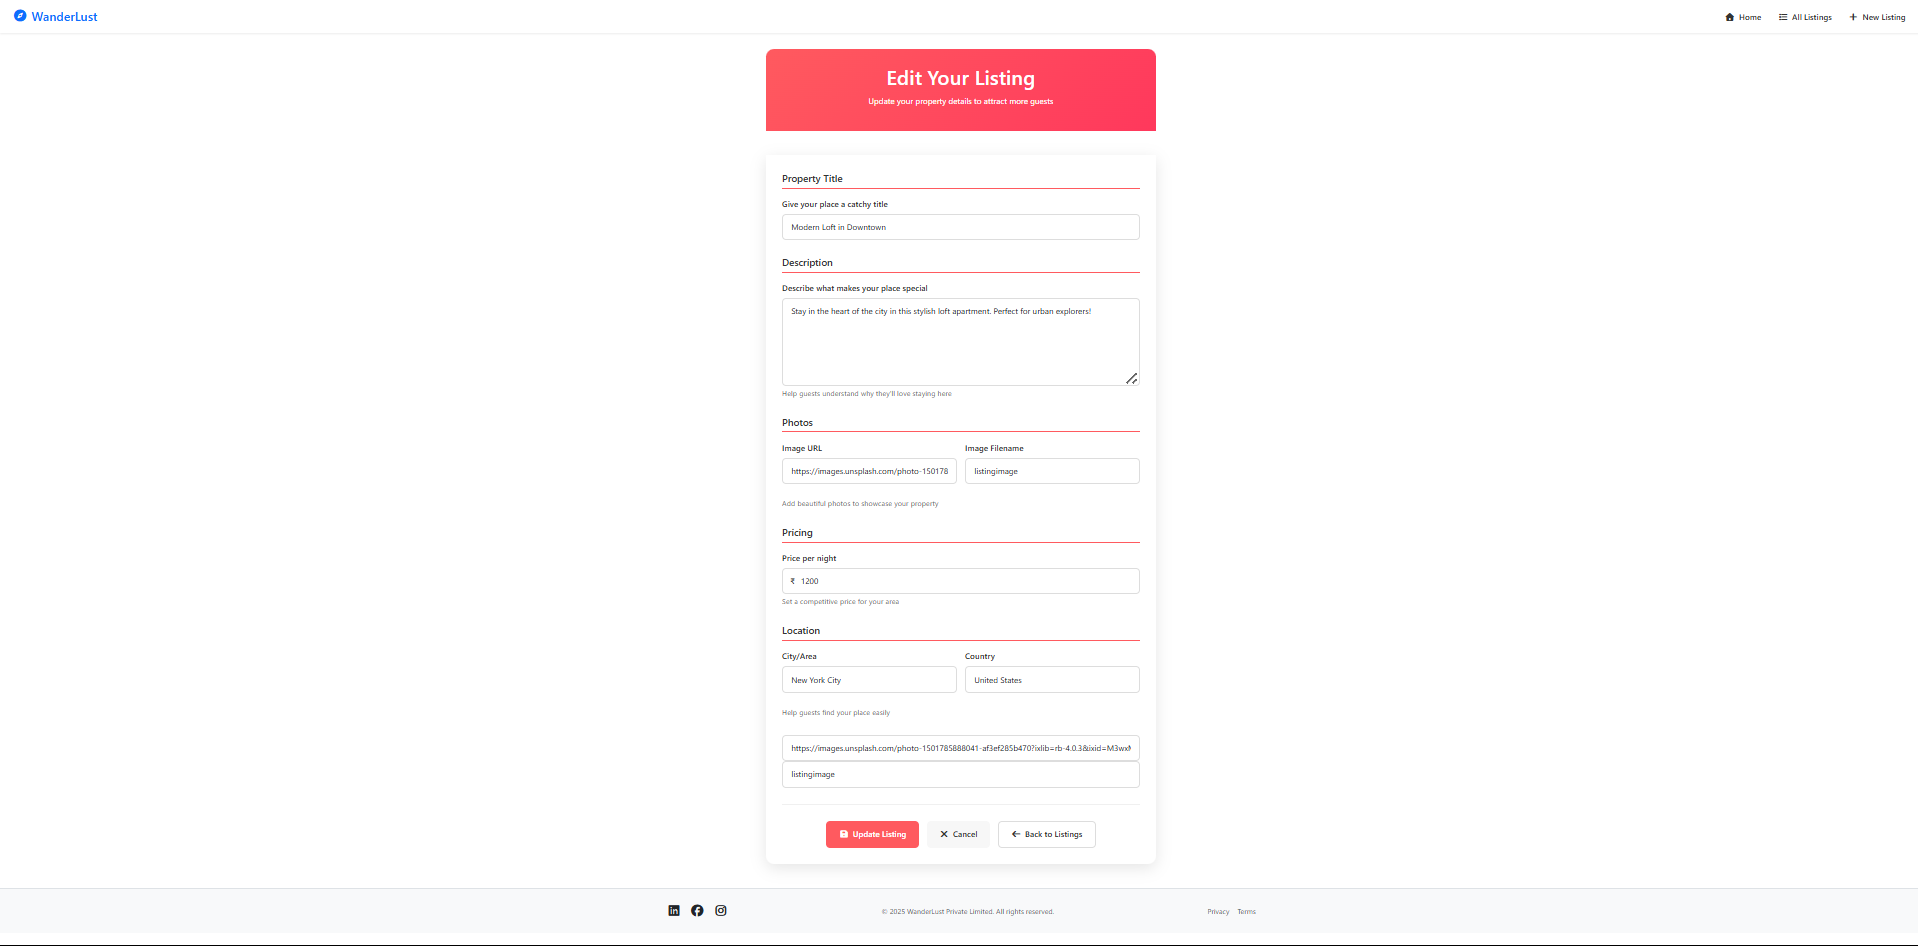 WanderLust
Home
All Listings
New Listing
Edit Your Listing
Update your property details to attract more guests
Property Title
Give your place a catchy title
Modern Loft in Downtown
Description
Describe what makes your place special
Stay in the heart of the city in this stylish loft apartment. Perfect for urban explorers!
Help guests understand why they'll love staying here
Photos
Image URL
Image Filename
https://images.unsplash.com/photo-150178
listingimage
Add beautiful photos to showcase your property
Pricing
Price per night
₹ 1200
Set a competitive price for your area
Location
City/Area
Country
New York City
United States
Help guests find your place easily
https://images.unsplash.com/photo-1501785888041-af3ef285b470?ixlib=rb-4.0.3&ixid=M3wxM
listingimage
Update Listing
Cancel
Back to Listings
© 2025 WanderLust Private Limited. All rights reserved.
Privacy
Terms